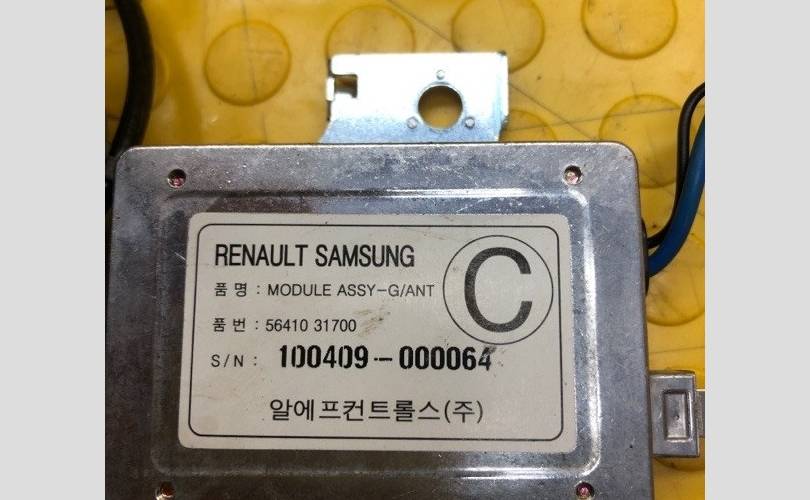 RENAULT SAMSUNG
C
품 명 : MODULE ASSY-G/ANT
품 번 : 56410 31700
S/N : 100409-000064
알에프컨트롤스(주)